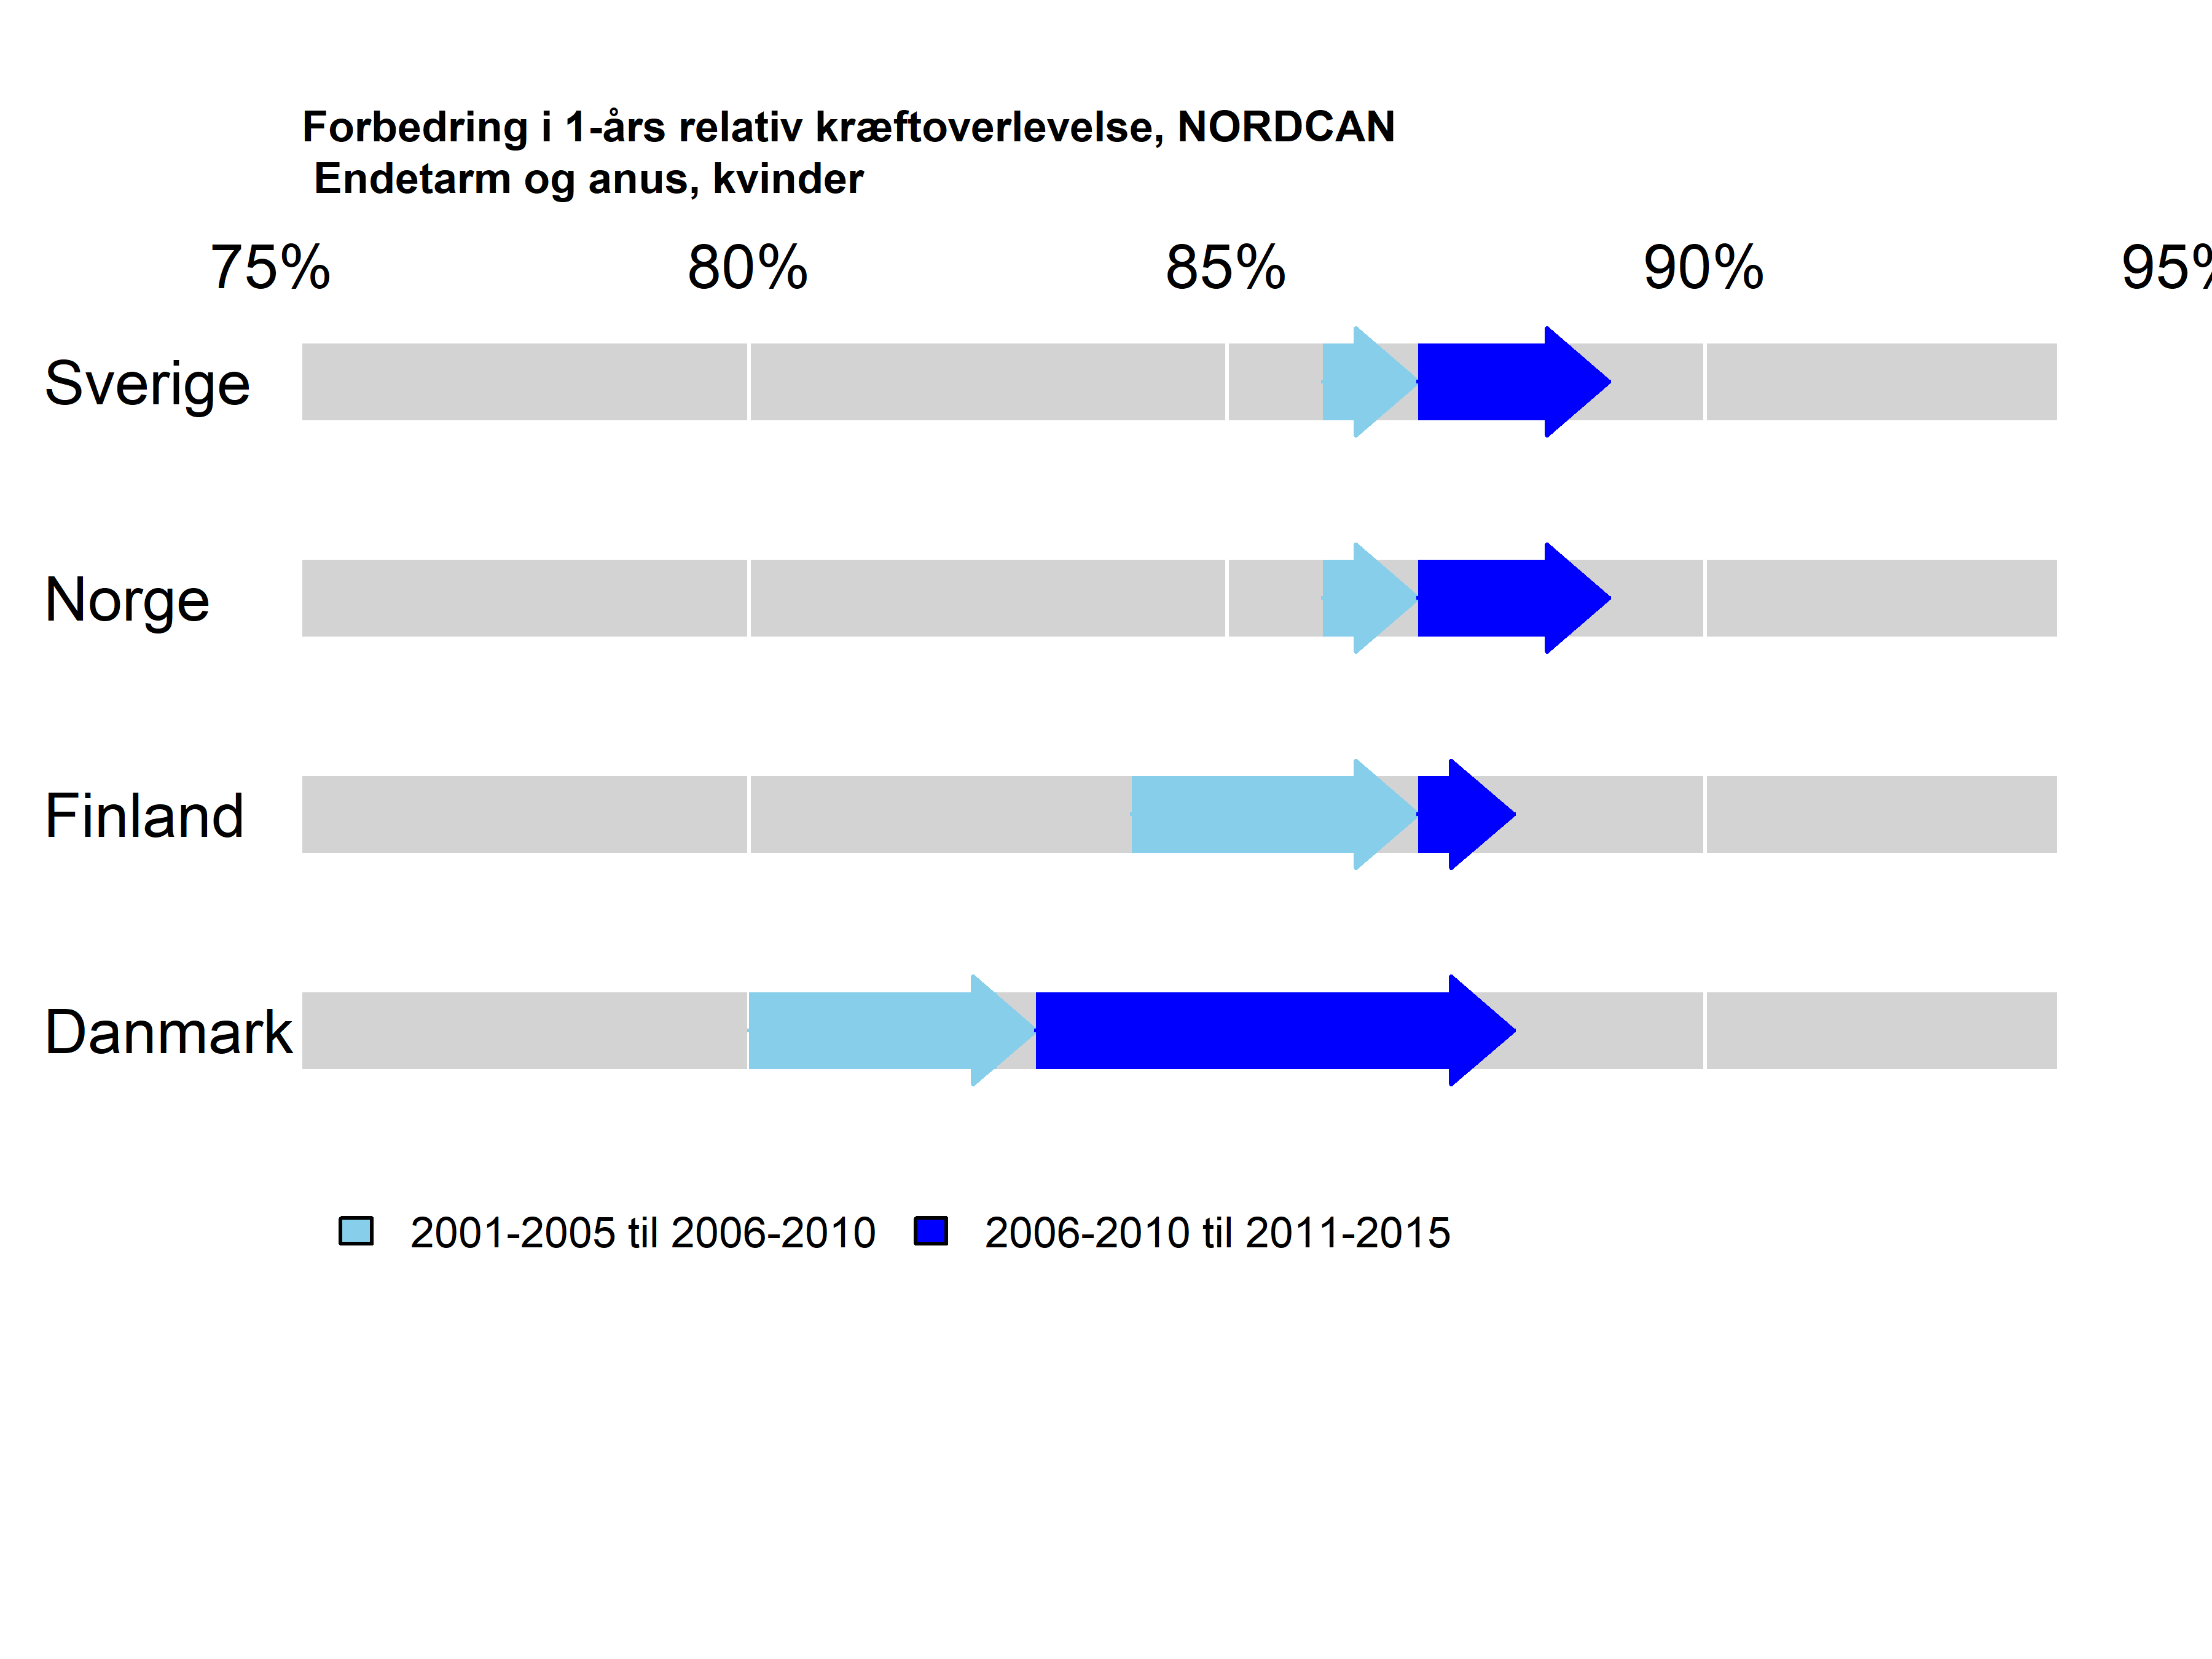 Forbedring i 1-års relativ kræftoverlevelse, NORDCAN
Endetarm og anus, kvinder
75% 80% 85% 90% 95%
Sverige
Norge
Finland
Danmark
2001-2005 til 2006-2010 2006-2010 til 2011-2015